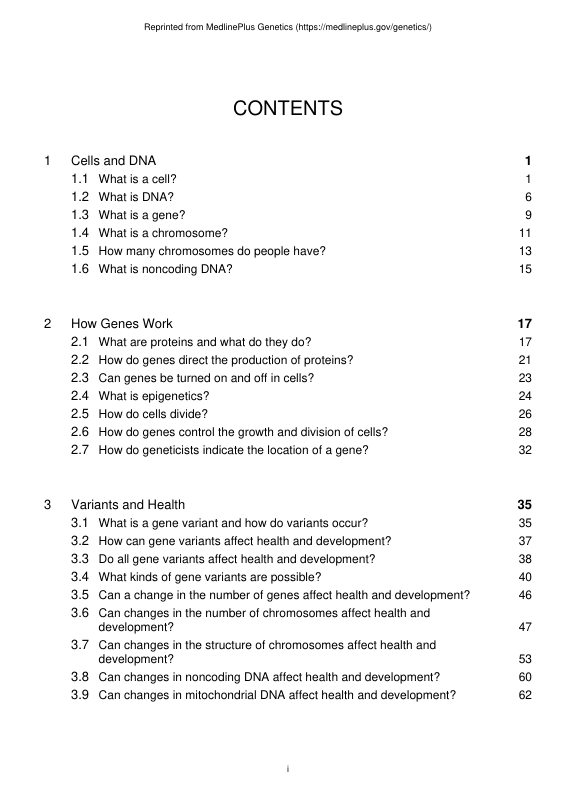 Reprinted from MedlinePlus Genetics (https://medlineplus.gov/genetics/)
CONTENTS
1 Cells and DNA 1
1.1 What is a cell? 1
1.2 What is DNA? 6
1.3 What is a gene? 9
1.4 What is a chromosome? 11
1.5 How many chromosomes do people have? 13
1.6 What is noncoding DNA? 15
2 How Genes Work 17
2.1 What are proteins and what do they do? 17
2.2 How do genes direct the production of proteins? 21
2.3 Can genes be turned on and off in cells? 23
2.4 What is epigenetics? 24
2.5 How do cells divide? 26
2.6 How do genes control the growth and division of cells? 28
2.7 How do geneticists indicate the location of a gene? 32
3 Variants and Health 35
3.1 What is a gene variant and how do variants occur? 35
3.2 How can gene variants affect health and development? 37
3.3 Do all gene variants affect health and development? 38
3.4 What kinds of gene variants are possible? 40
3.5 Can a change in the number of genes affect health and development? 46
3.6 Can changes in the number of chromosomes affect health and
development? 47
3.7 Can changes in the structure of chromosomes affect health and
development? 53
3.8 Can changes in noncoding DNA affect health and development? 60
3.9 Can changes in mitochondrial DNA affect health and development? 62
i